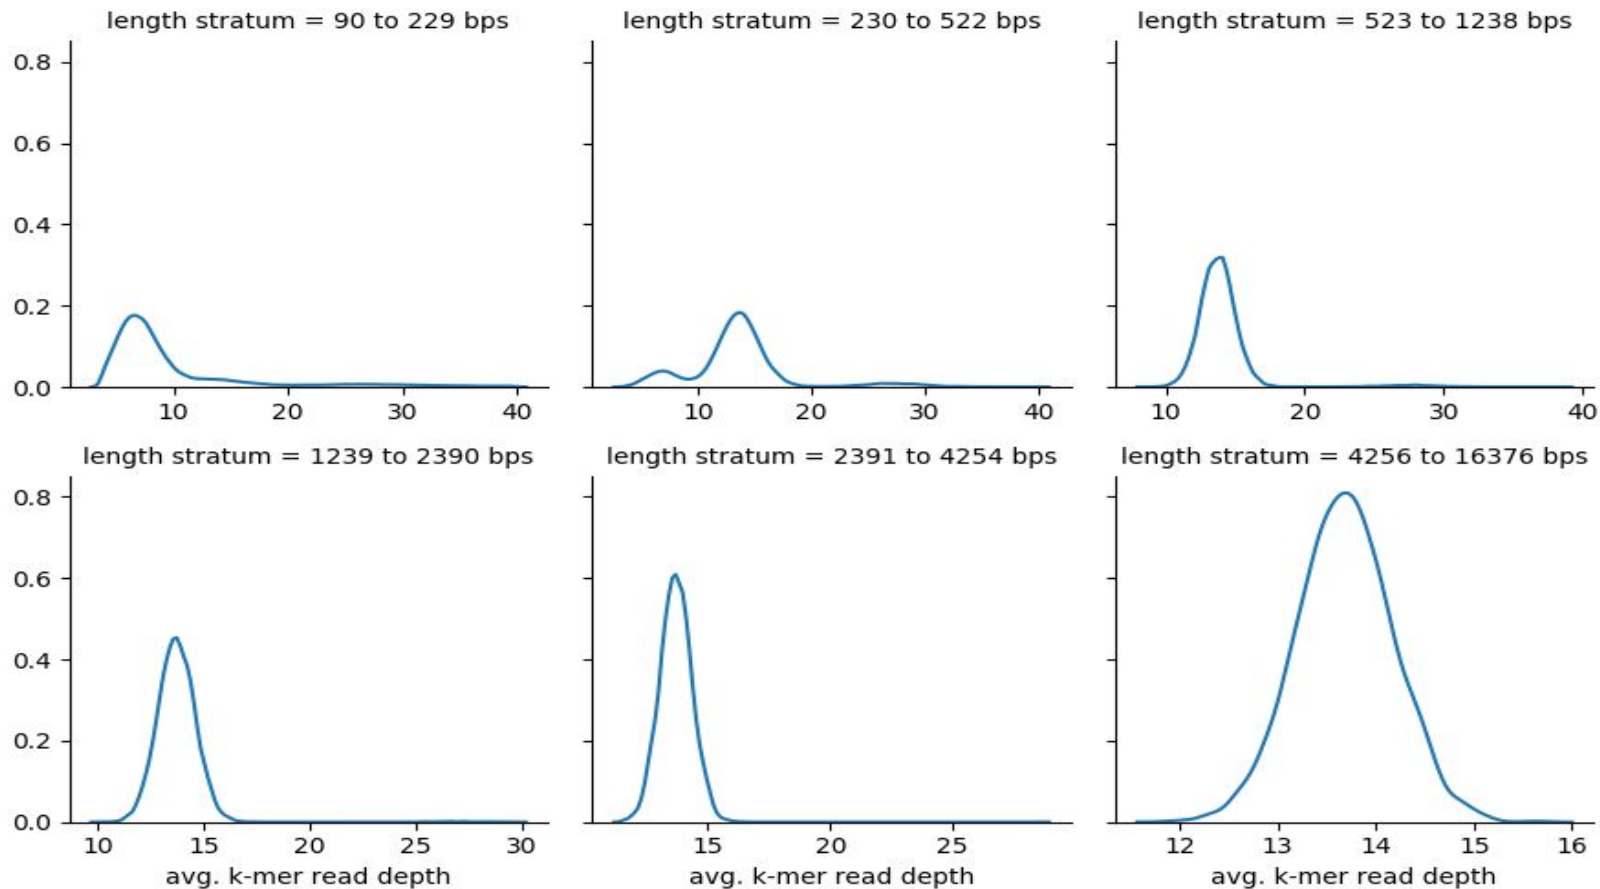 length stratum = 90 to 229 bps
length stratum = 230 to 522 bps
length stratum = 523 to 1238 bps
0.8
0.6
0.4
0.2
0.0
10 20 30 40
10 20 30 40
10 20 30 40
length stratum = 1239 to 2390 bps
length stratum = 2391 to 4254 bps
length stratum = 4256 to 16376 bps
0.8
0.6
0.4
0.2
0.0
10 15 20 25 30
15 20 25
12 13 14 15 16
avg. k-mer read depth
avg. k-mer read depth
avg. k-mer read depth